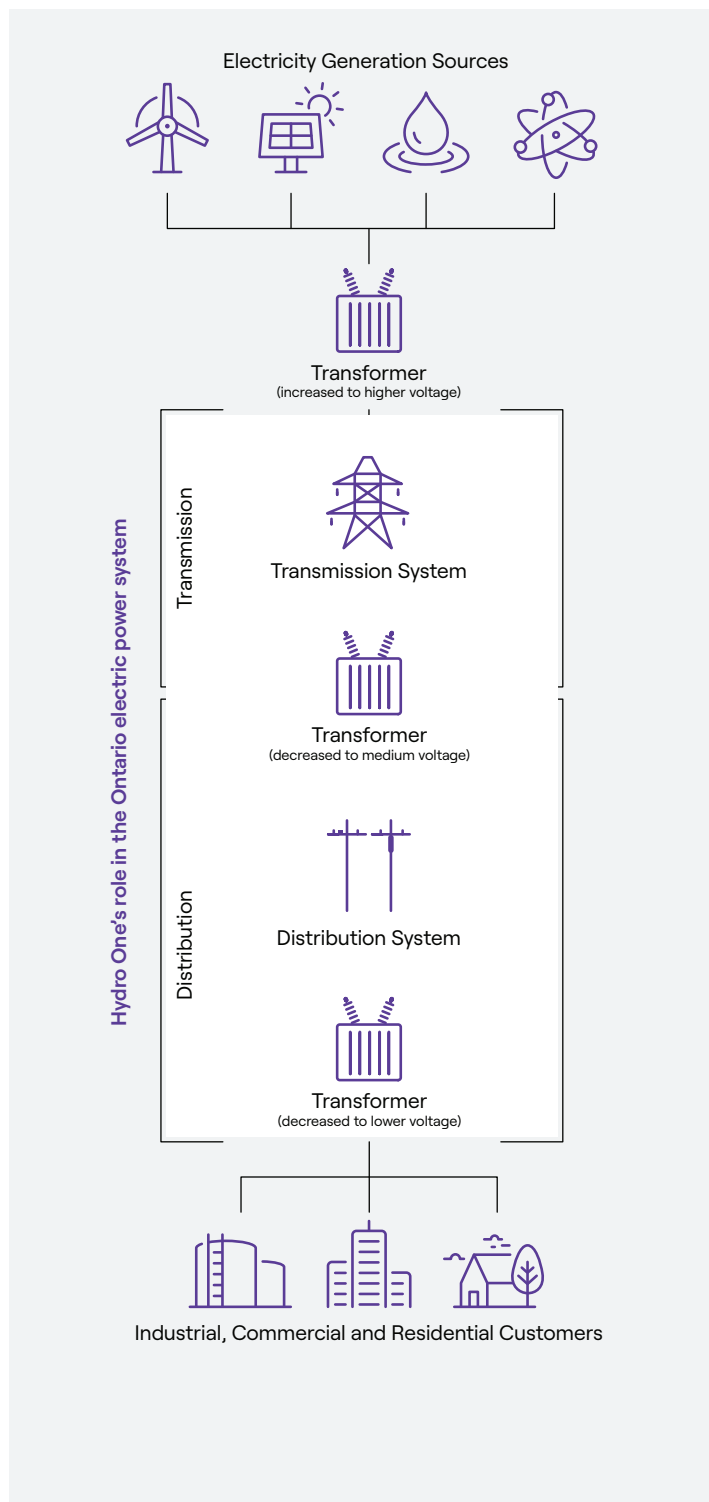 Electricity Generation Sources
Transformer
(increased to higher voltage)
Hydro One’s role in the Ontario electric power system
Transmission
Transmission System
Transformer
(decreased to medium voltage)
Distribution
Distribution System
Transformer
(decreased to lower voltage)
Industrial, Commercial and Residential Customers